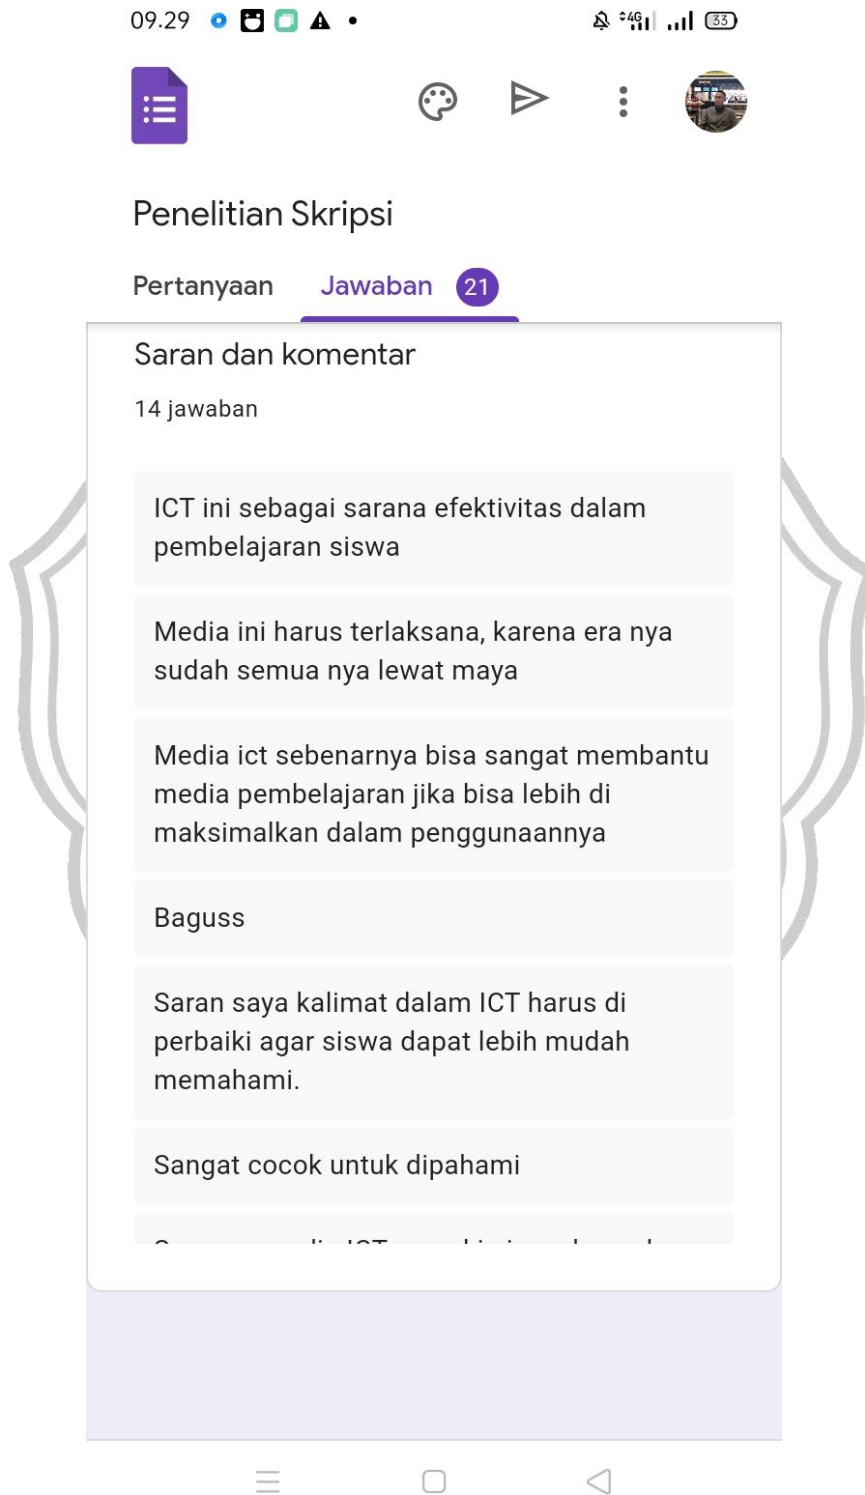 09.29
4G
33
Penelitian Skripsi
Pertanyaan Jawaban 21
Saran dan komentar
14 jawaban
ICT ini sebagai sarana efektivitas dalam
pembelajaran siswa
Media ini harus terlaksana, karena era nya
sudah semua nya lewat maya
Media ict sebenarnya bisa sangat membantu
media pembelajaran jika bisa lebih di
maksimalkan dalam penggunaannya
Baguss
Saran saya kalimat dalam ICT harus di
perbaiki agar siswa dapat lebih mudah
memahami.
Sangat cocok untuk dipahami